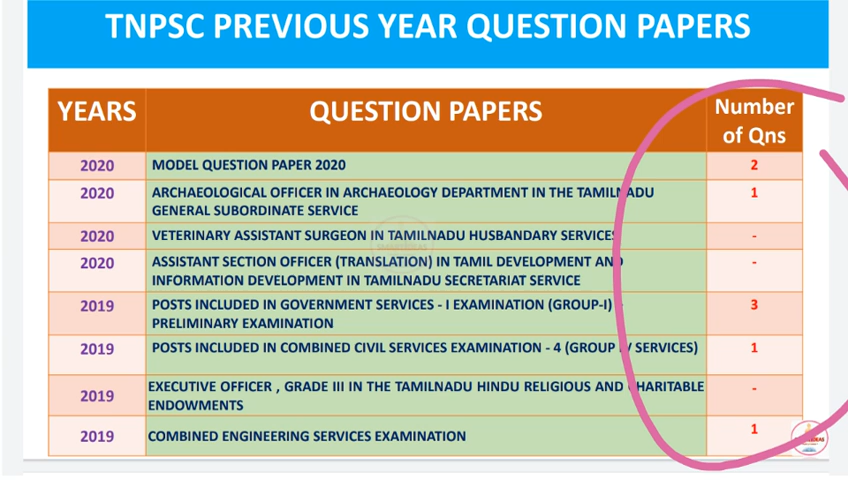 TNPSC PREVIOUS YEAR QUESTION PAPERS
YEARS QUESTION PAPERS Number of Qns
2020 MODEL QUESTION PAPER 2020 2
2020 ARCHAEOLOGICAL OFFICER IN ARCHAEOLOGY DEPARTMENT IN THE TAMILNADU 1
GENERAL SUBORDINATE SERVICE
2020 VETERINARY ASSISTANT SURGEON IN TAMILNADU HUSBANDARY SERVICES -
2020 ASSISTANT SECTION OFFICER (TRANSLATION) IN TAMIL DEVELOPMENT AND -
INFORMATION DEVELOPMENT IN TAMILNADU SECRETARIAT SERVICE
2019 POSTS INCLUDED IN GOVERNMENT SERVICES - I EXAMINATION (GROUP-I) - 3
PRELIMINARY EXAMINATION
2019 POSTS INCLUDED IN COMBINED CIVIL SERVICES EXAMINATION - 4 (GROUP IV SERVICES) 1
2019 EXECUTIVE OFFICER , GRADE III IN THE TAMILNADU HINDU RELIGIOUS AND CHARITABLE -
ENDOWMENTS
2019 COMBINED ENGINEERING SERVICES EXAMINATION 1